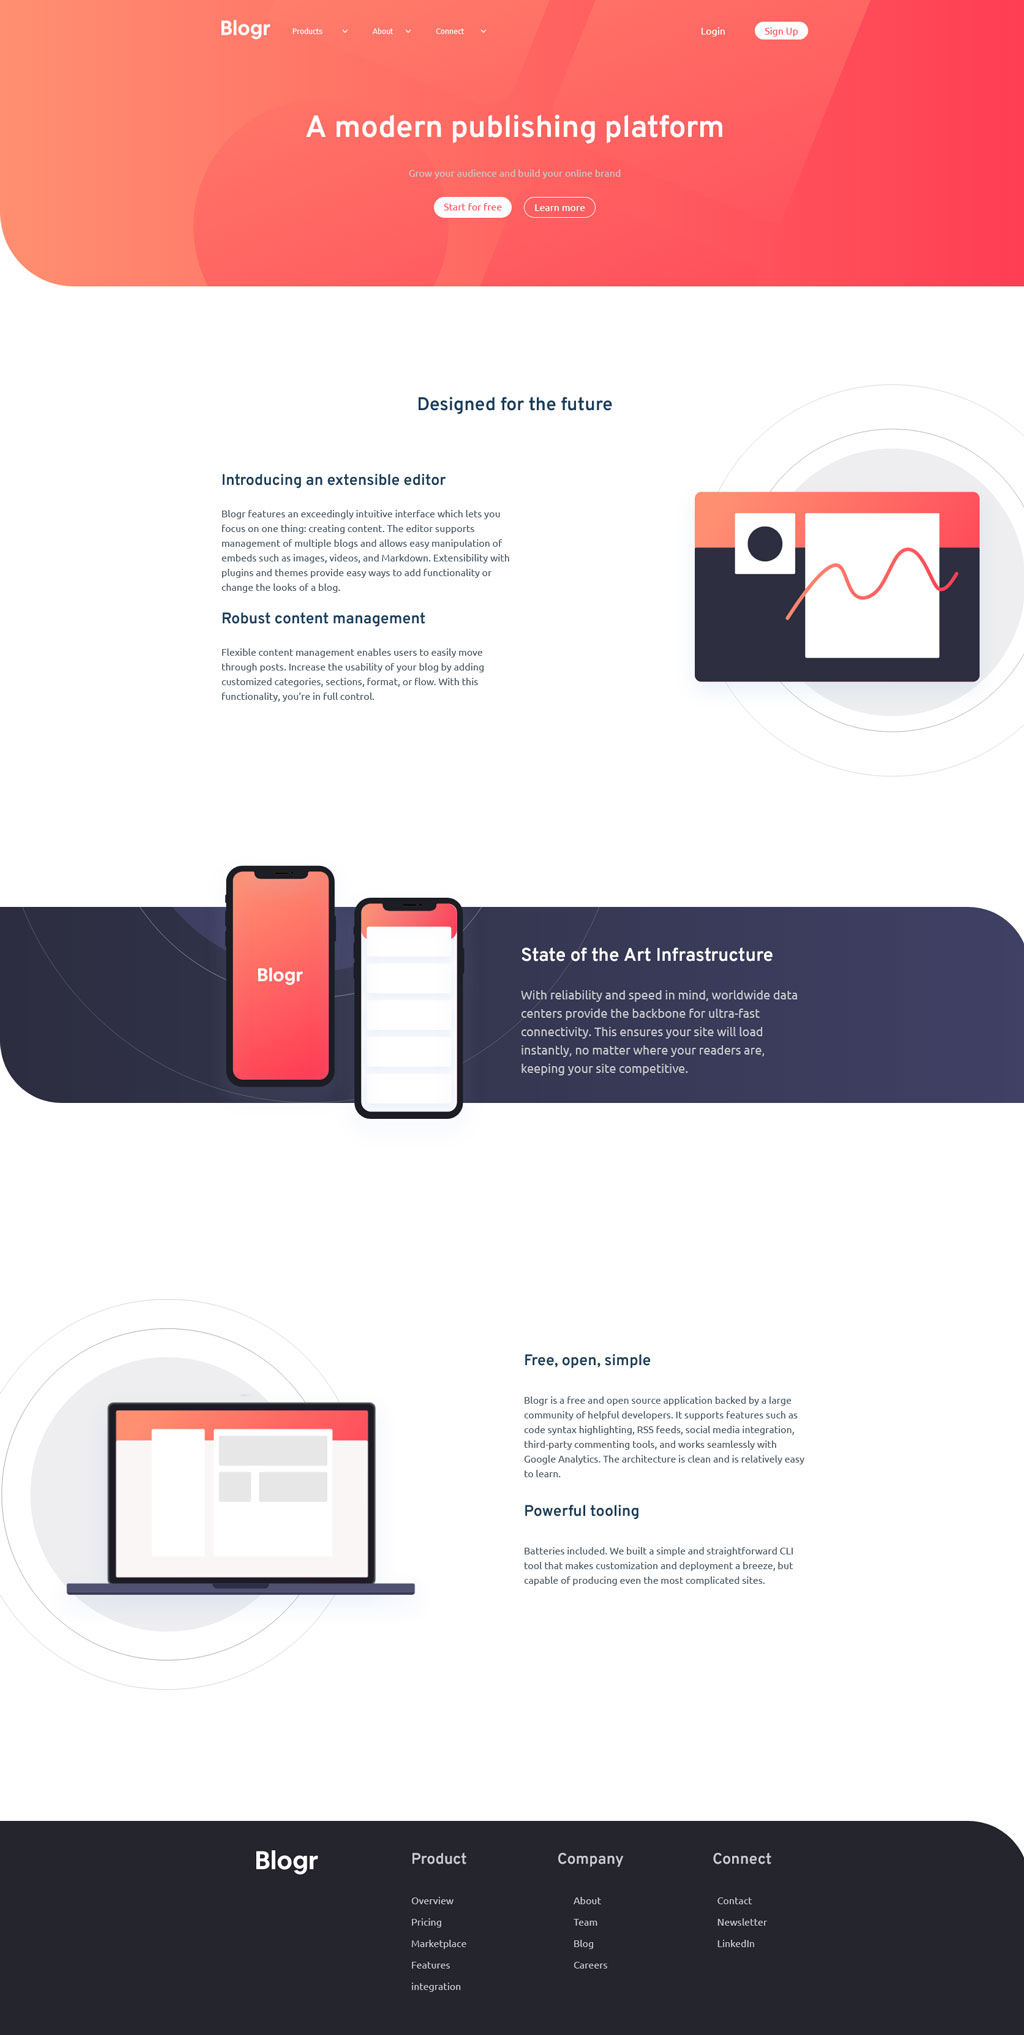 Blogr Products About Connect Login Sign Up
A modern publishing platform
Grow your audience and build your online brand
Start for free Learn more
Designed for the future
Introducing an extensible editor
Blogr features an exceedingly intuitive interface which lets you
focus on one thing: creating content. The editor supports
management of multiple blogs and allows easy manipulation of
embeds such as images, videos, and Markdown. Extensibility with
plugins and themes provide easy ways to add functionality or
change the looks of a blog.
Robust content management
Flexible content management enables users to easily move
through posts. Increase the usability of your blog by adding
customized categories, sections, format, or flow. With this
functionality, you're in full control.
Blogr
State of the Art Infrastructure
With reliability and speed in mind, worldwide data
centers provide the backbone for ultra-fast
connectivity. This ensures your site will load
instantly, no matter where your readers are,
keeping your site competitive.
Free, open, simple
Blogr is a free and open source application backed by a large
community of helpful developers. It supports features such as
code syntax highlighting, RSS feeds, social media integration,
third-party commenting tools, and works seamlessly with
Google Analytics. The architecture is clean and is relatively easy
to learn.
Powerful tooling
Batteries included. We built a simple and straightforward CLI
tool that makes customization and deployment a breeze, but
capable of producing even the most complicated sites.
Blogr
Product
Overview
Pricing
Marketplace
Features
integration
Company
About
Team
Blog
Careers
Connect
Contact
Newsletter
LinkedIn